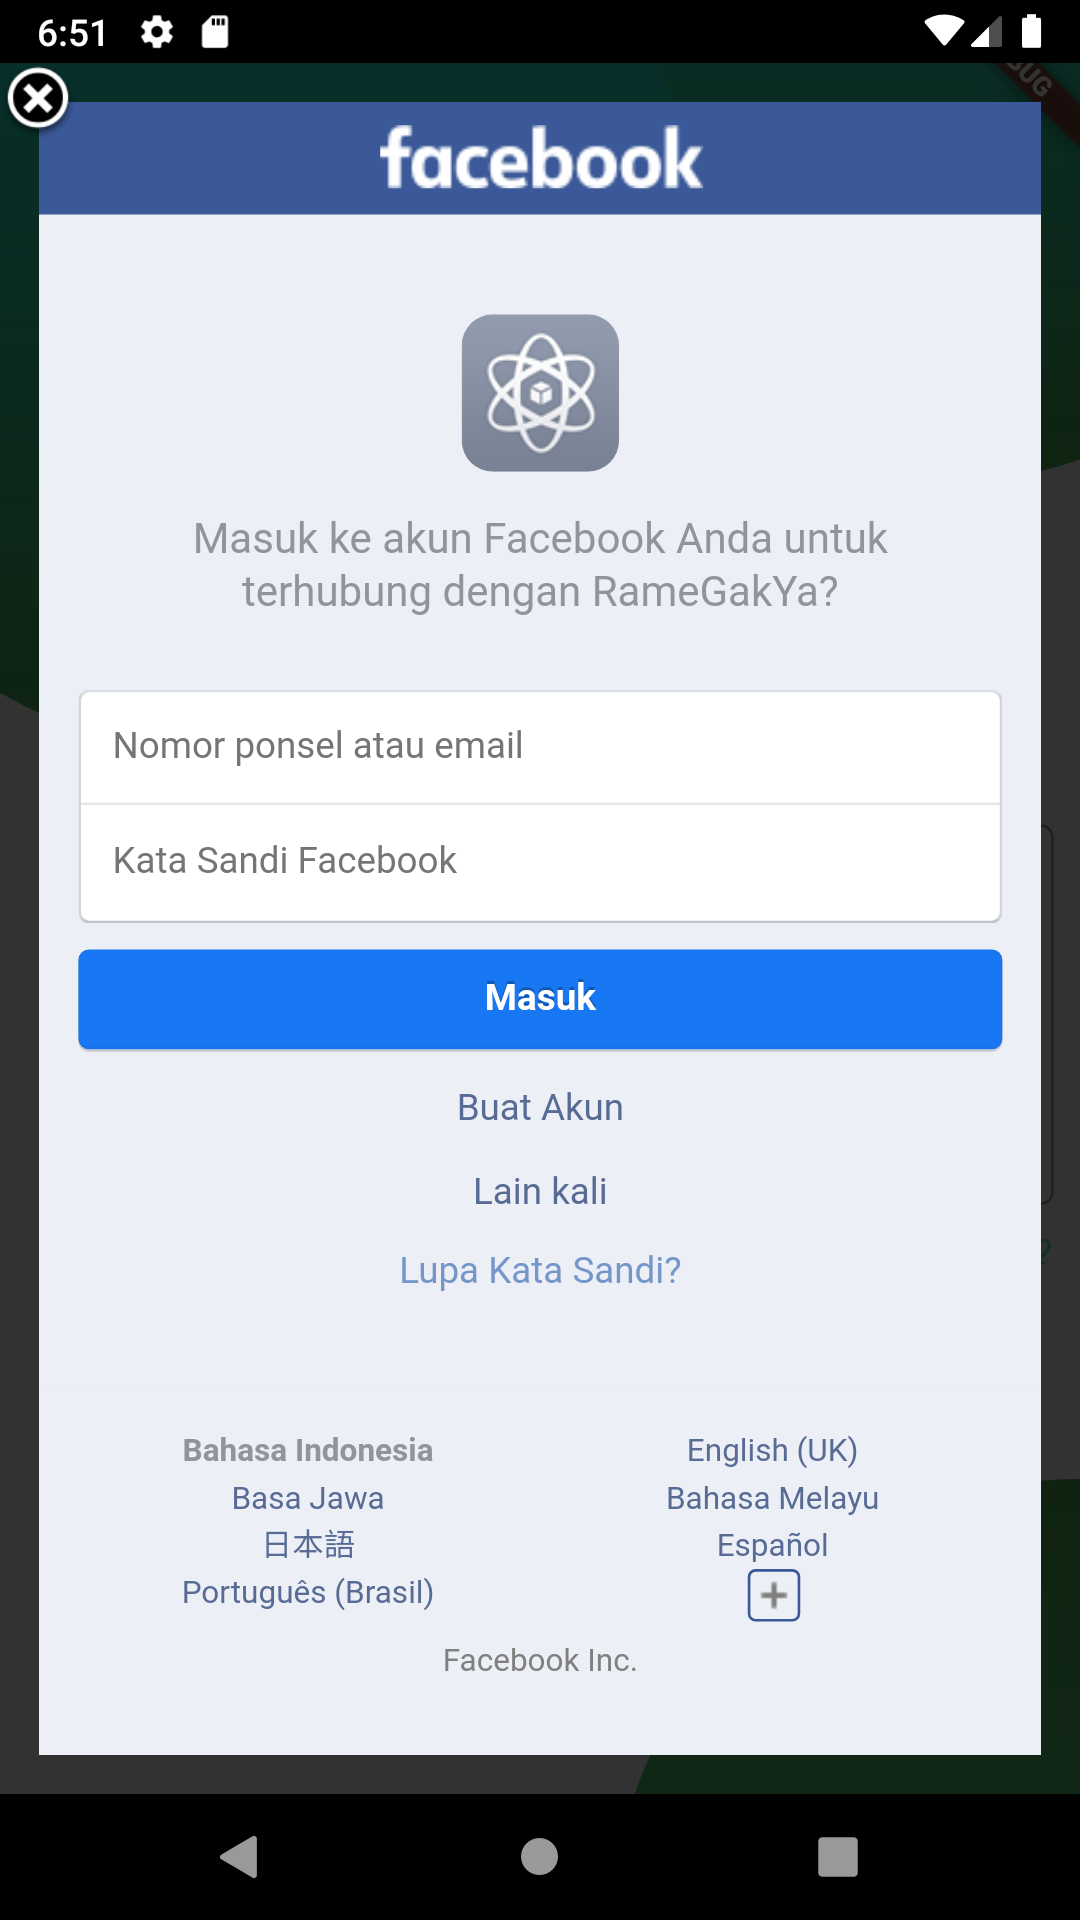 6:51
BUG
facebook
Masuk ke akun Facebook Anda untuk
terhubung dengan RameGakYa?
Nomor ponsel atau email
Kata Sandi Facebook
Masuk
Buat Akun
Lain kali
?
Lupa Kata Sandi?
Bahasa Indonesia
English (UK)
Basa Jawa
Bahasa Melayu
日本語
Español
Português (Brasil)
Facebook Inc.